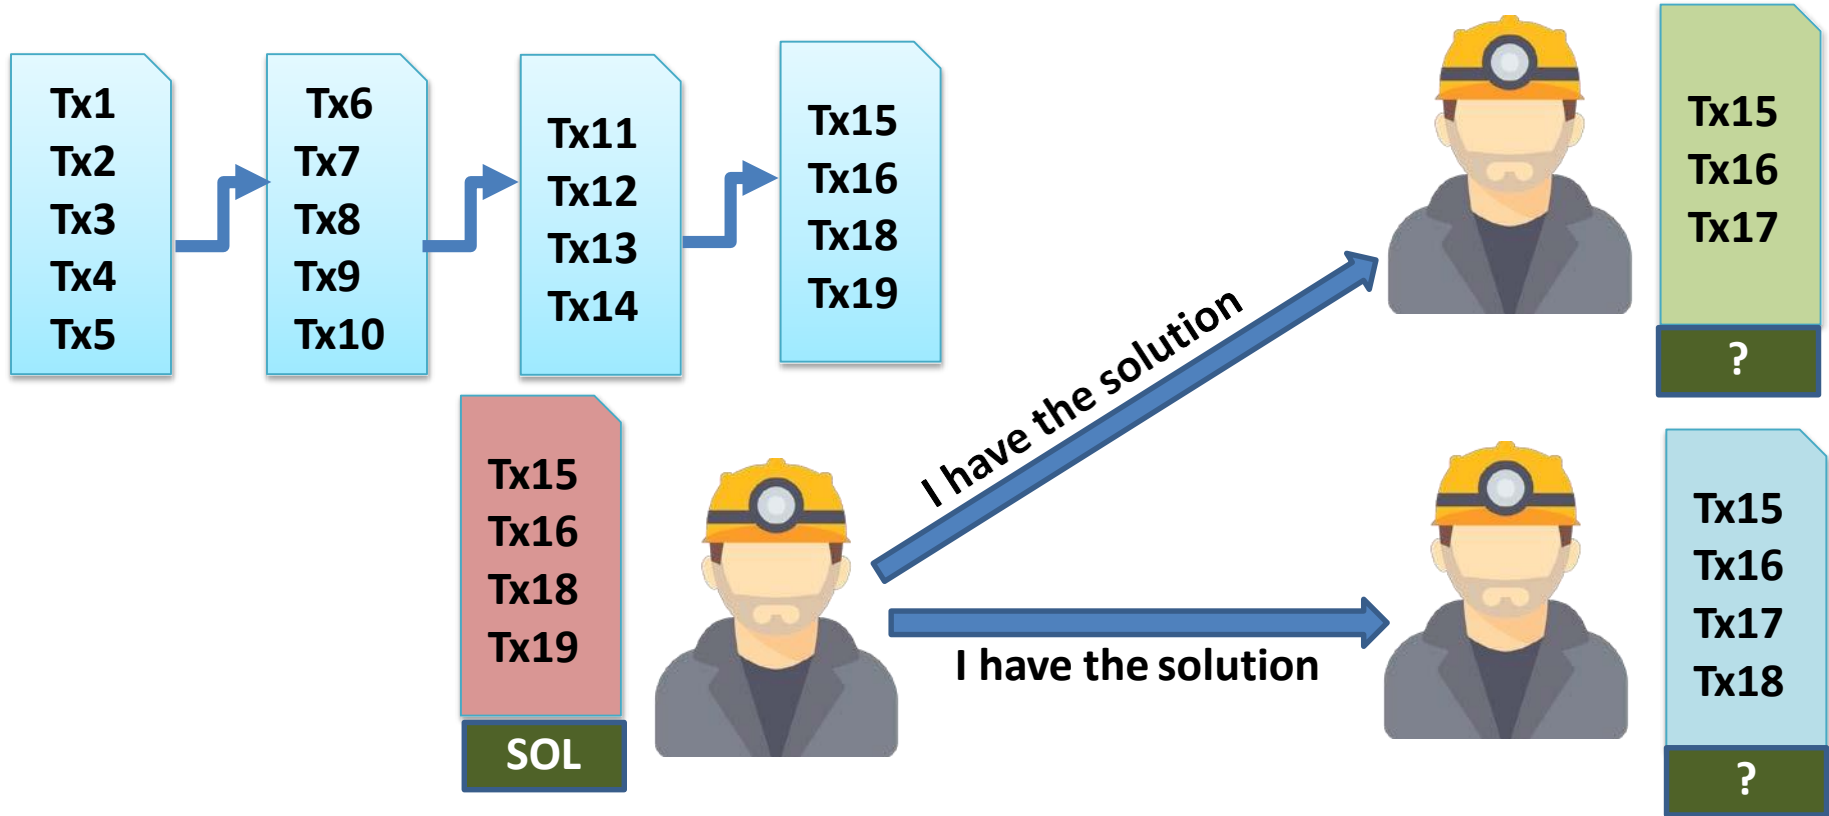 Tx1
Tx2
Tx3
Tx4
Tx5
Tx6
Tx7
Tx8
Tx9
Tx10
Tx11
Tx12
Tx13
Tx14
Tx15
Tx16
Tx18
Tx19
Tx15
Tx16
Tx17
?
I have the solution
Tx15
Tx16
Tx18
Tx19
SOL
I have the solution
Tx15
Tx16
Tx17
Tx18
?